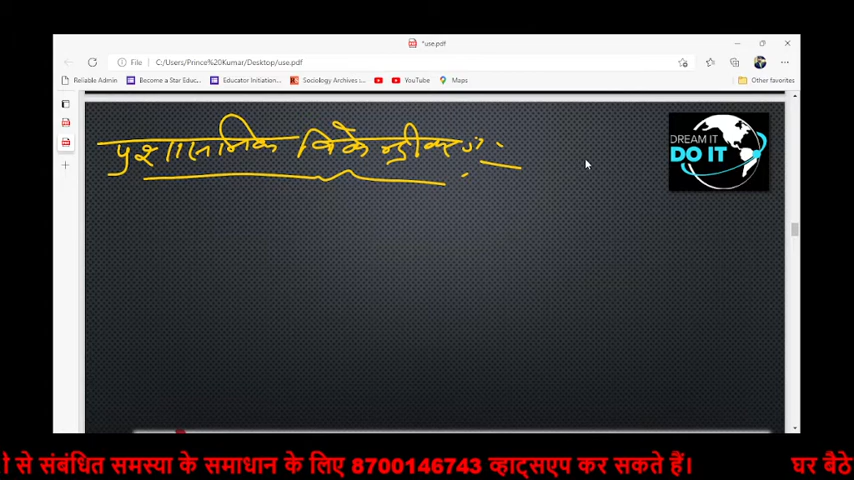 *use.pdf
File C:/Users/Prince%20Kumar/Desktop/use.pdf
Reliable Admin Become a Star Educ... Educator Initiation... Sociology Archives :... YouTube Maps Other favorites
प्रशासनिक विकेन्द्रीकरण :-
DREAM IT
DO IT
ो से संबंधित समस्या के समाधान के लिए 8700146743 व्हाट्सएप कर सकते हैं। घर बैठे